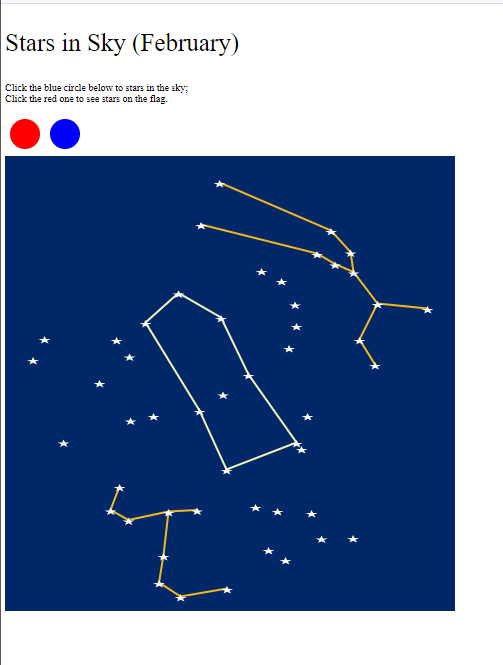 Stars in Sky (February)
Click the blue circle below to stars in the sky;
Click the red one to see stars on the flag.